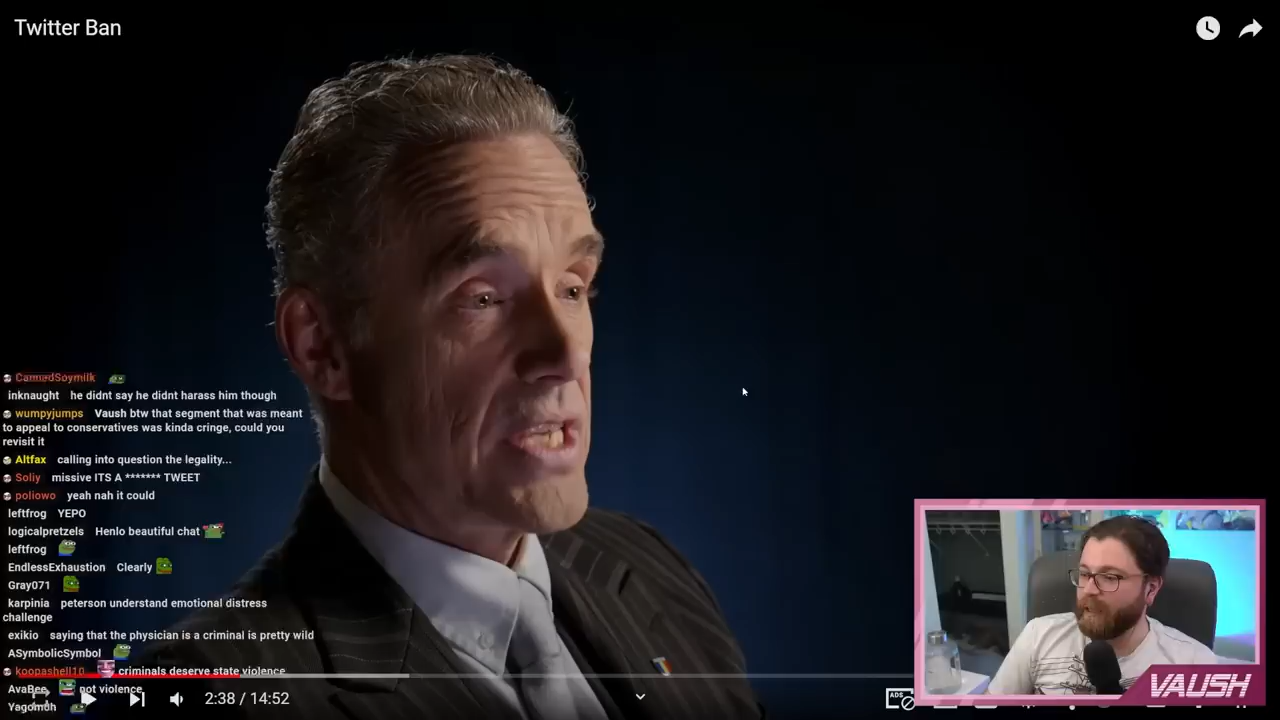 Twitter Ban
CannedSoymilk
inknaught he didnt say he didnt harass him though
wumpyjumps Vaush btw that segment that was meant
to appeal to conservatives was kinda cringe, could you
revisit it
Altfax calling into question the legality...
Soliy missive ITS A ******* TWEET
poliowo yeah nah it could
leftfrog YEPO
logicalpretzels Henlo beautiful chat
leftfrog
EndlessExhaustion Clearly
Gray071
karpinia peterson understand emotional distress
challenge
exikio saying that the physician is a criminal is pretty wild
ASymbolicSymbol
koopashell10 criminals deserve state violence
AvaBee not violence
2:38 / 14:52
ADS
VAUSH